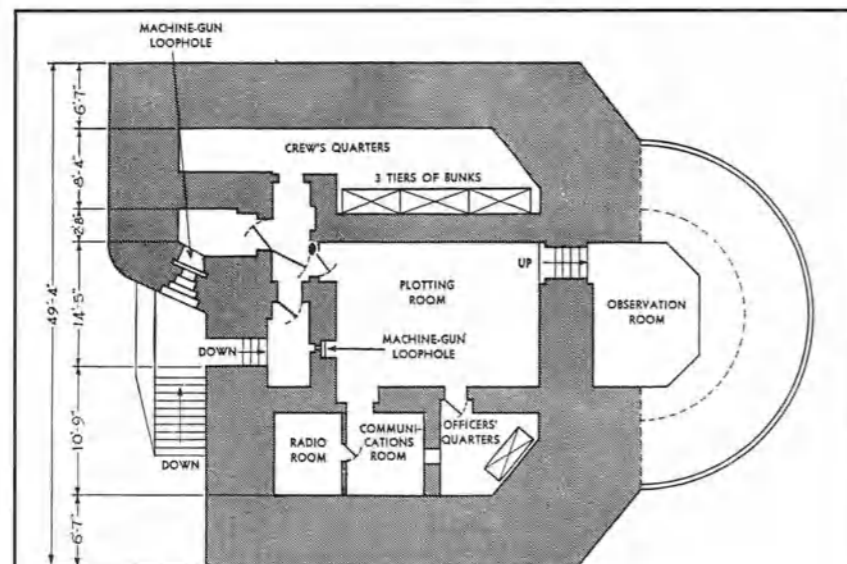 MACHINE-GUN
LOOPHOLE
CREW'S QUARTERS
3 TIERS OF BUNKS
UP
PLOTTING
ROOM
OBSERVATION
ROOM
MACHINE-GUN
LOOPHOLE
DOWN
RADIO
ROOM
COMMUNI-
CATIONS
ROOM
OFFICERS'
QUARTERS
DOWN
49'-4"
6'-7"
8'-4"
14'-5"
10'-9"
6'-7"